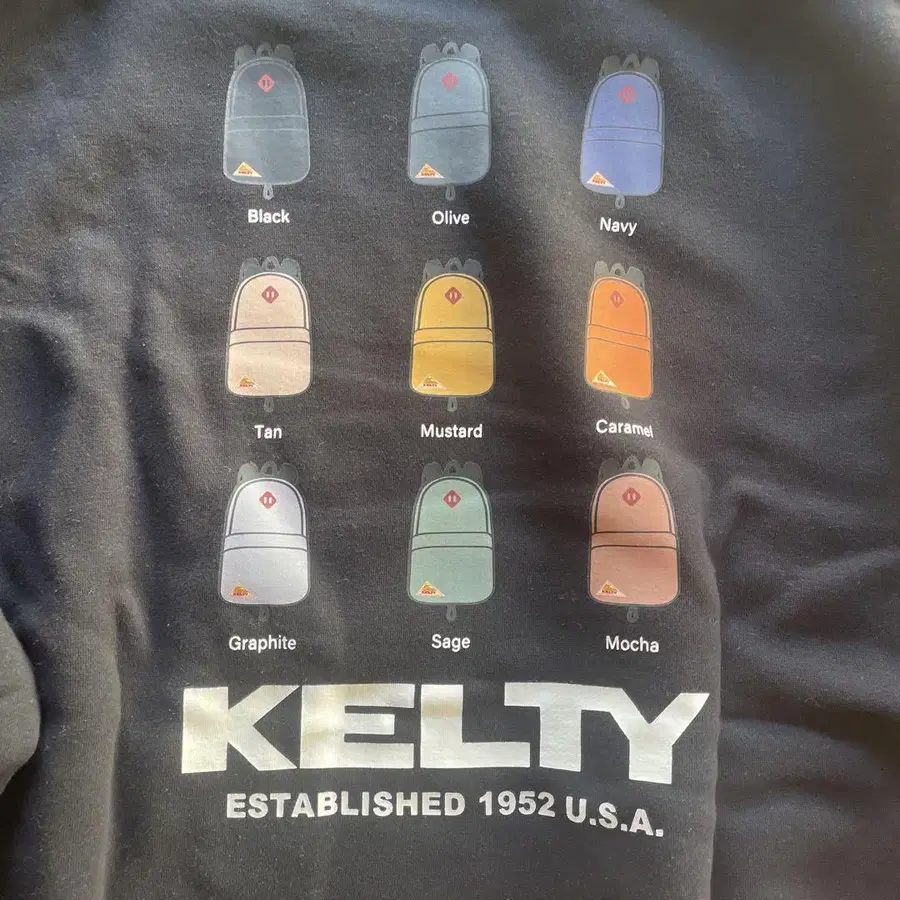 Black Olive Navy
Tan Mustard Caramel
Graphite Sage Mocha
KELTY
ESTABLISHED 1952 U.S.A.